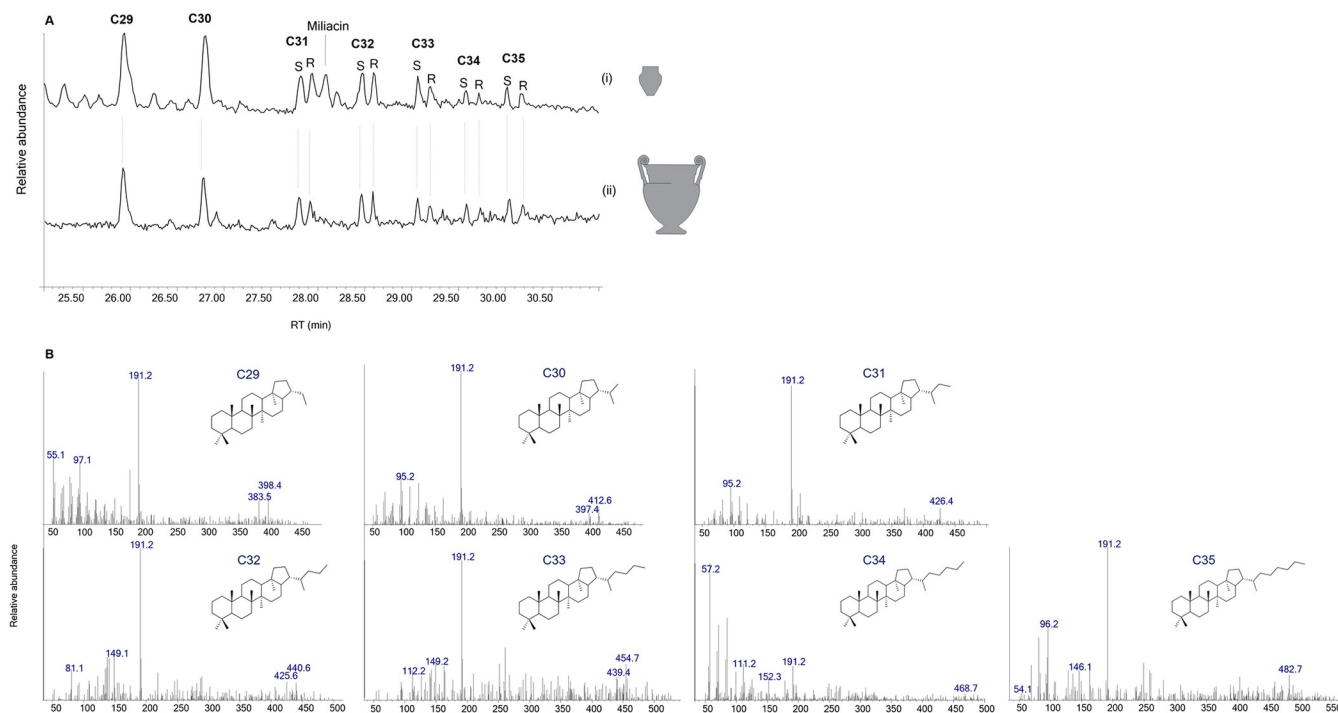 A
C29
C30
Miliacin
C31
C32
C33
C34
C35
S R
S R
S R
S R
S R
(i)
Relative abundance
(ii)
25.50 26.00 26.50 27.00 27.50 28.00 28.50 29.00 29.50 30.00 30.50
RT (min)
B
C29
191.2
55.1
97.1
398.4
383.5
50 100 150 200 250 300 350 400 450
C30
191.2
95.2
412.6
397.4
50 100 150 200 250 300 350 400 450
C31
191.2
95.2
426.4
50 100 150 200 250 300 350 400 450
Relative abundance
C32
191.2
149.1
81.1
440.6
425.6
50 100 150 200 250 300 350 400 450 500
C33
191.2
149.2
112.2
454.7
439.4
50 100 150 200 250 300 350 400 450 500
C34
57.2
111.2
191.2
152.3
468.7
50 100 150 200 250 300 350 400 450 500
C35
191.2
96.2
146.1
54.1
482.7
50 100 150 200 250 300 350 400 450 500